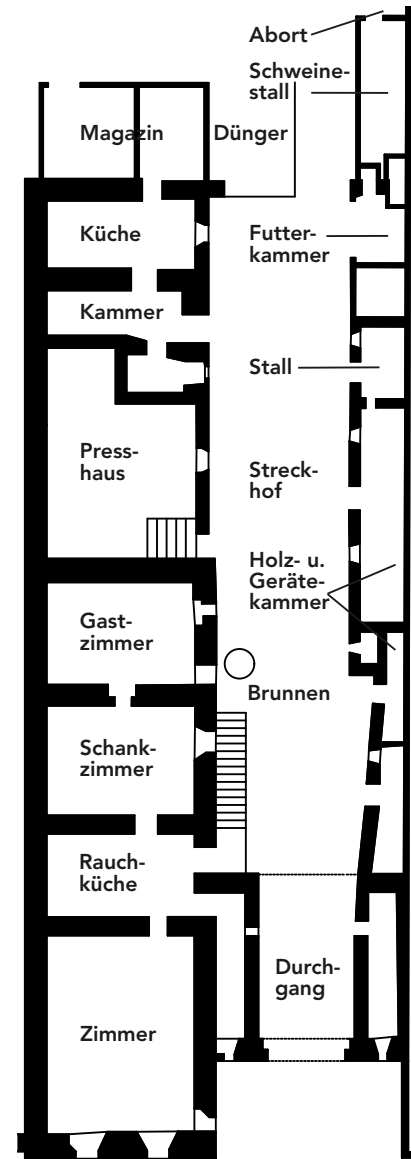 Abort
Schweine-
stall
Magazin
Dünger
Küche
Futter-
kammer
Kammer
Stall
Press-
haus
Streck-
hof
Holz- u.
Geräte-
kammer
Gast-
zimmer
Brunnen
Schank-
zimmer
Rauch-
küche
Durch-
gang
Zimmer